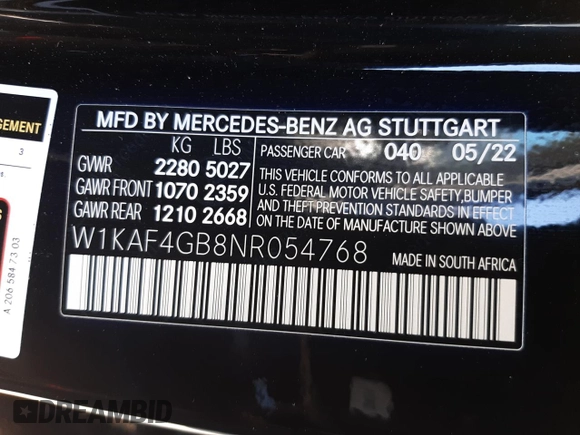 MFD BY MERCEDES-BENZ AG STUTTGART
KG LBS
GVWR 2280 5027
GAWR FRONT 1070 2359
GAWR REAR 1210 2668
PASSENGER CAR 040 05/22
THIS VEHICLE CONFORMS TO ALL APPLICABLE
U.S. FEDERAL MOTOR VEHICLE SAFETY, BUMPER
AND THEFT PREVENTION STANDARDS IN EFFECT
ON THE DATE OF MANUFACTURE SHOWN ABOVE
W1KAF4GB8NR054768
MADE IN SOUTH AFRICA
GEMENT
3
A 206 584 73 03
DREAMBID